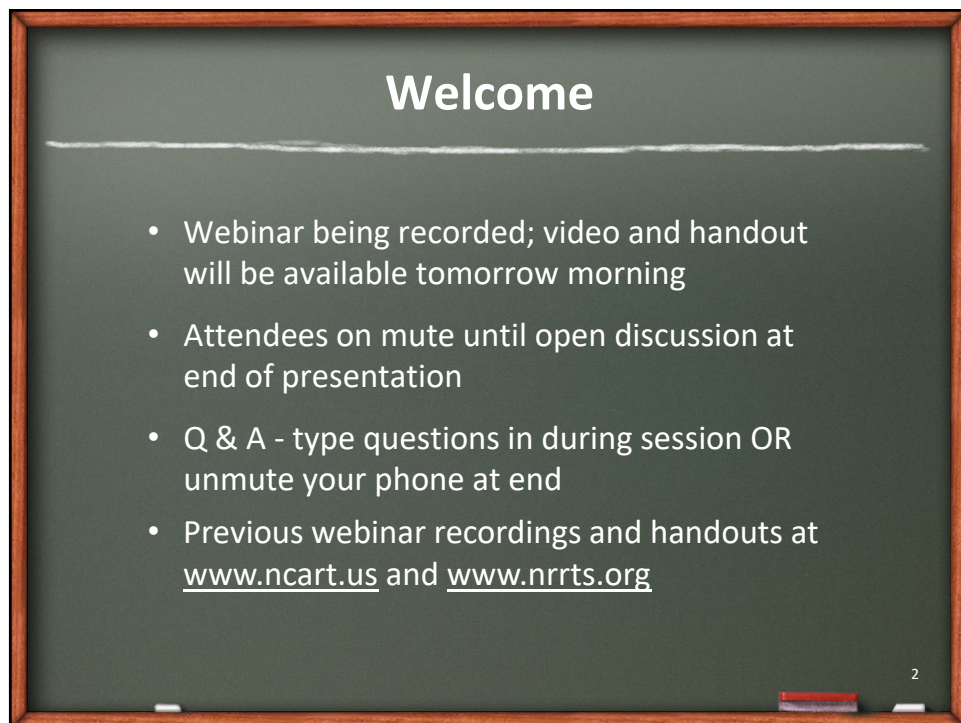 Welcome
• Webinar being recorded; video and handout
will be available tomorrow morning
• Attendees on mute until open discussion at
end of presentation
• Q & A - type questions in during session OR
unmute your phone at end
• Previous webinar recordings and handouts at
www.ncart.us and www.nrrts.org
2